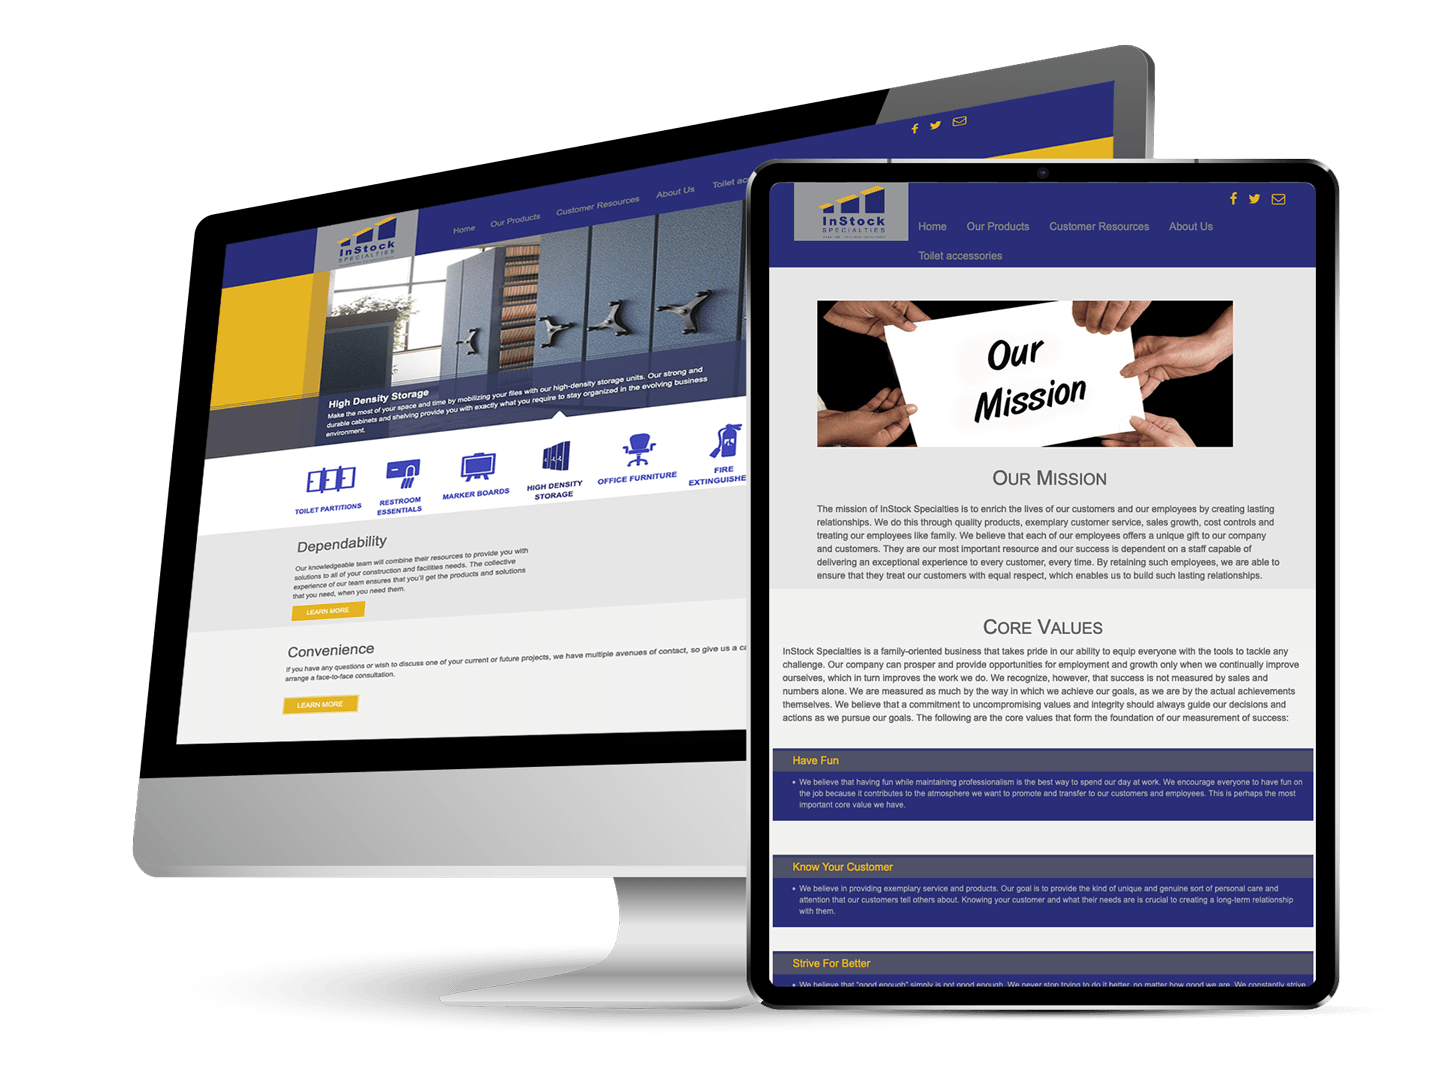 InStock
SPECIALTIES
Home
Our Products
Customer Resources
About Us
Toilet
High Density Storage
Make the most of your space and time by mobilizing your files with our high-density storage units. Our strong and
durable cabinets and shelving provide you with exactly what you require to stay organized in the evolving business
environment.
TOILET PARTITIONS
RESTROOM
ESSENTIALS
MARKER BOARDS
HIGH DENSITY
STORAGE
OFFICE FURNITURE
FIRE
EXTINGUISHE
Dependability
Our knowledgeable team will combine their resources to provide you with
solutions to all of your construction and facilities needs. The collective
experience of our team ensures that you'll get the products and solutions
that you need, when you need them.
LEARN MORE
Convenience
If you have any questions or wish to discuss one of your current or future projects, we have multiple avenues of contact, so give us a
arrange a face-to-face consultation.
LEARN MORE
InStock
SPECIALTIES
Home
Our Products
Customer Resources
About Us
Toilet accessories
Our
Mission
OUR MISSION
The mission of InStock Specialties is to enrich the lives of our customers and our employees by creating lasting
relationships. We do this through quality products, exemplary customer service, sales growth, cost controls and
treating our employees like family. We believe that each of our employees offers a unique gift to our company
and customers. They are our most important resource and our success is dependent on a staff capable of
delivering an exceptional experience to every customer, every time. By retaining such employees, we are able to
ensure that they treat our customers with equal respect, which enables us to build such lasting relationships.
CORE VALUES
InStock Specialties is a family-oriented business that takes pride in our ability to equip everyone with the tools to tackle any
challenge. Our company can prosper and provide opportunities for employment and growth only when we continually improve
ourselves, which in turn improves the work we do. We recognize, however, that success is not measured by sales and
numbers alone. We are measured as much by the way in which we achieve our goals, as we are by the actual achievements
themselves. We believe that a commitment to uncompromising values and integrity should always guide our decisions and
actions as we pursue our goals. The following are the core values that form the foundation of our measurement of success:
Have Fun
• We believe that having fun while maintaining professionalism is the best way to spend our day at work. We encourage everyone to have fun on
the job because it contributes to the atmosphere we want to promote and transfer to our customers and employees. This is perhaps the most
important core value we have.
Know Your Customer
• We believe in providing exemplary service and products. Our goal is to provide the kind of unique and genuine sort of personal care and
attention that our customers tell others about. Knowing your customer and what their needs are is crucial to creating a long-term relationship
with them.
Strive For Better
• We believe that "good enough" simply is not good enough. We never stop trying to do it better, no matter how good we are. We constantly strive